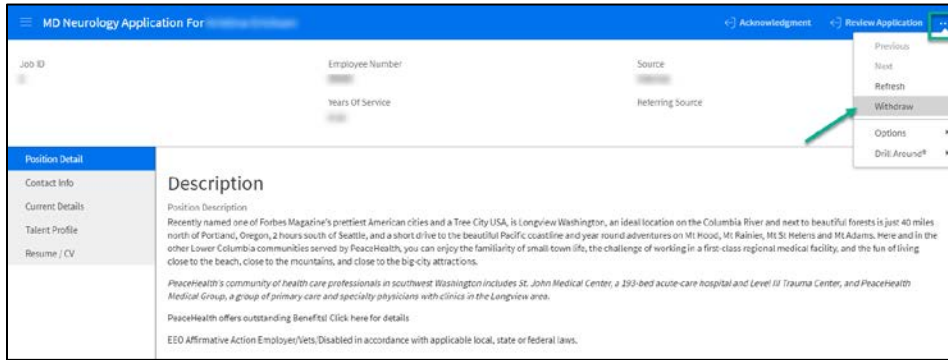 MD Neurology Application For
Acknowledgment
Review Application
Previous
Next
Refresh
Withdraw
Options
Drill Around®
Job ID
Employee Number
Source
Years Of Service
Referring Source
Position Detail
Contact Info
Current Details
Talent Profile
Resume / CV
Description
Position Description
Recently named one of Forbes Magazine's prettiest American cities and a Tree City USA, is Longview Washington, an ideal location on the Columbia River and next to beautiful forests is just 40 miles
north of Portland, Oregon, 2 hours south of Seattle, and a short drive to the beautiful Pacific coastline and year round adventures on Mt Hood, Mt Rainier, Mt St Helens and Mt Adams. Here and in the
other Lower Columbia communities served by PeaceHealth, you can enjoy the familiarity of small-town life, the challenge of working in a first-class regional medical facility, and the fun of living
close to the beach, close to the mountains, and close to the big-city attractions.
PeaceHealth's community of health care professionals in southwest Washington includes St. John Medical Center, a 193-bed acute-care hospital and Level III Trauma Center, and PeaceHealth
Medical Group, a group of primary-care and specialty physicians with clinics in the Longview area.
PeaceHealth offers outstanding Benefits! Click here for details
EEO Affirmative Action Employer/Vets/Disabled in accordance with applicable local, state or federal laws.